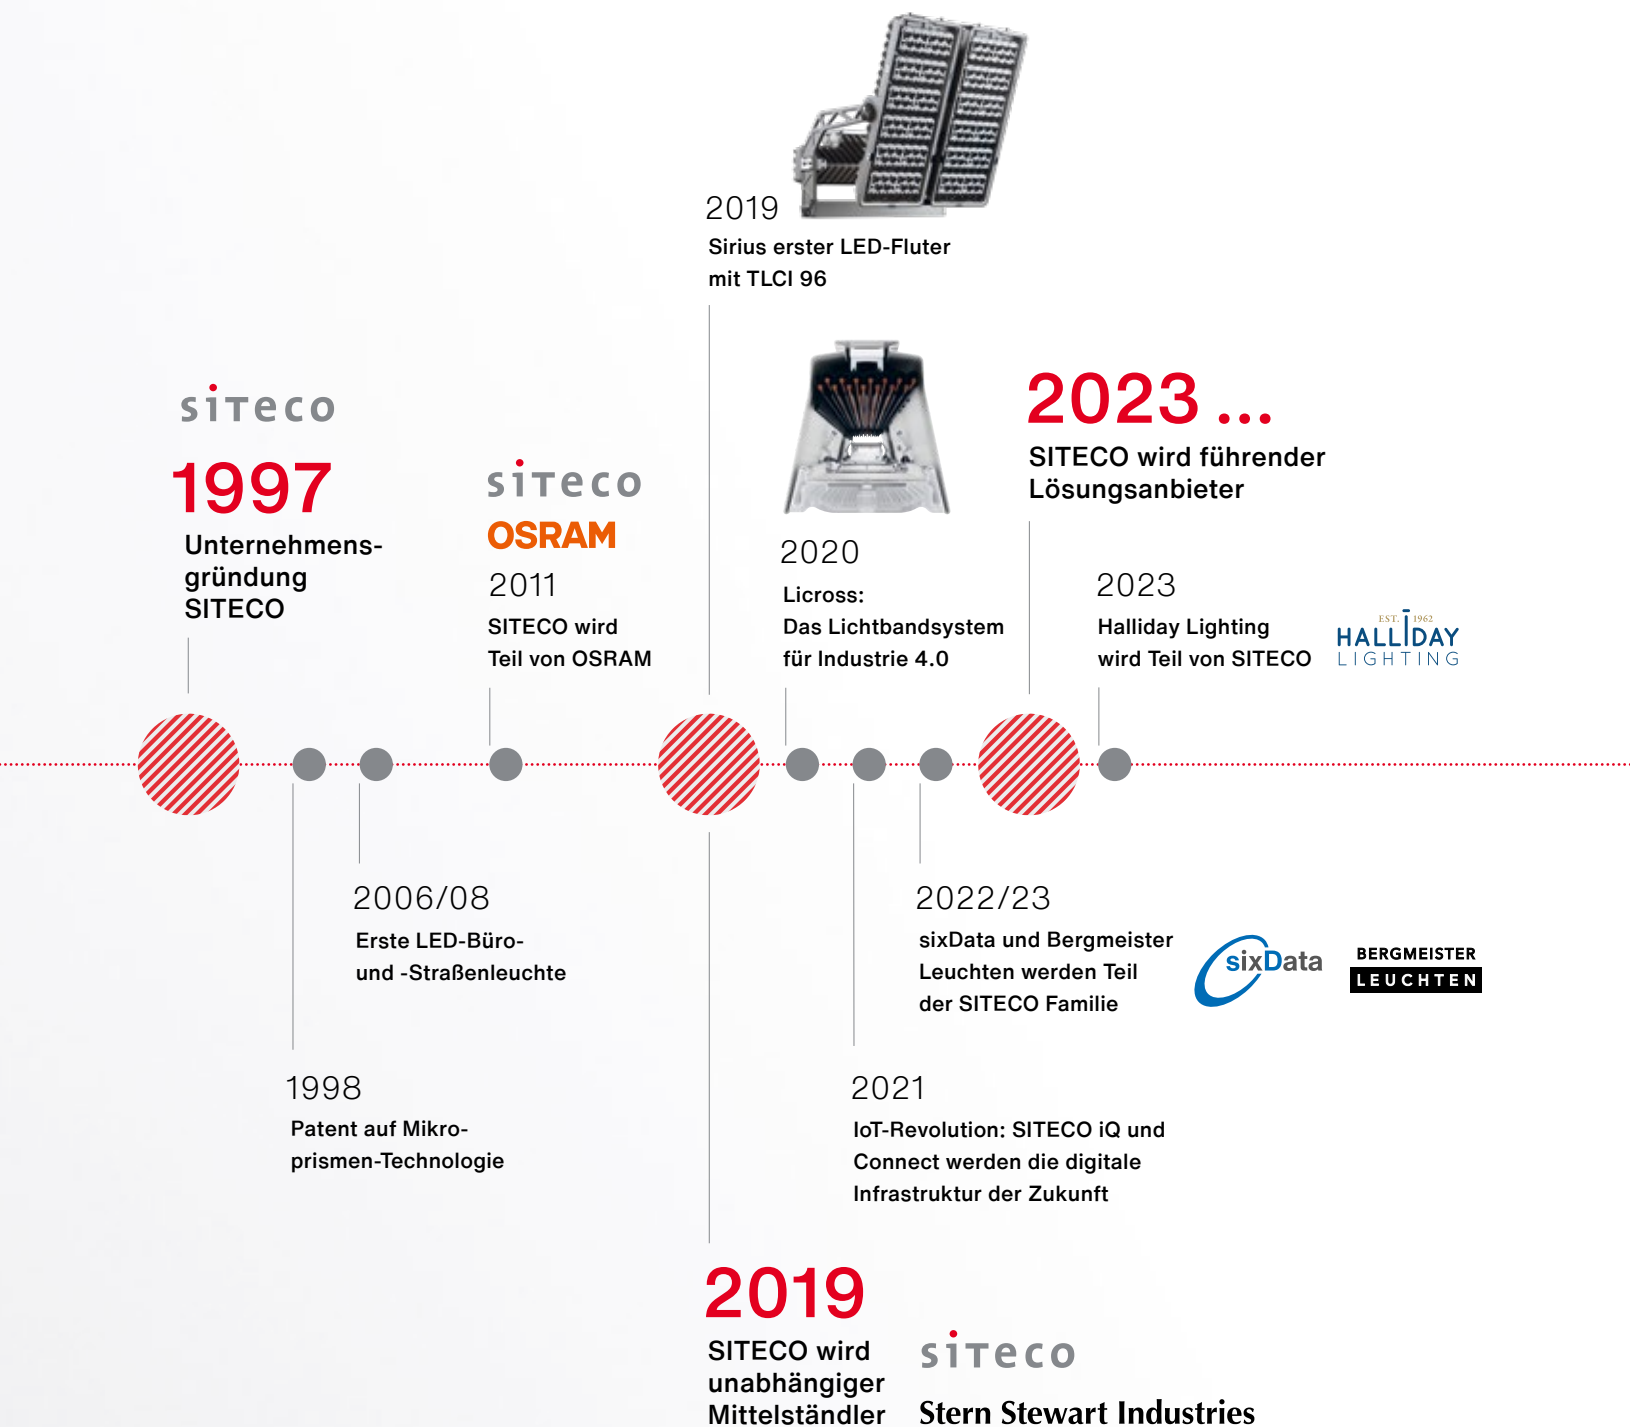 2019
Sirius erster LED-Fluter
mit TLCI 96
siteco
1997
Unternehmens-
gründung
SITECO
siteco
OSRAM
2011
SITECO wird
Teil von OSRAM
2020
Licross:
Das Lichtbandsystem
für Industrie 4.0
2023 ...
SITECO wird führender
Lösungsanbieter
2023
Halliday Lighting
wird Teil von SITECO
EST. 1962
HALLIDAY
LIGHTING
2006/08
Erste LED-Büro-
und -Straßenleuchte
2022/23
sixData und Bergmeister
Leuchten werden Teil
der SITECO Familie
sixData
BERGMEISTER
LEUCHTEN
1998
Patent auf Mikro-
prismen-Technologie
2021
IoT-Revolution: SITECO iQ und
Connect werden die digitale
Infrastruktur der Zukunft
2019
SITECO wird
unabhängiger
Mittelständler
siteco
Stern Stewart Industries